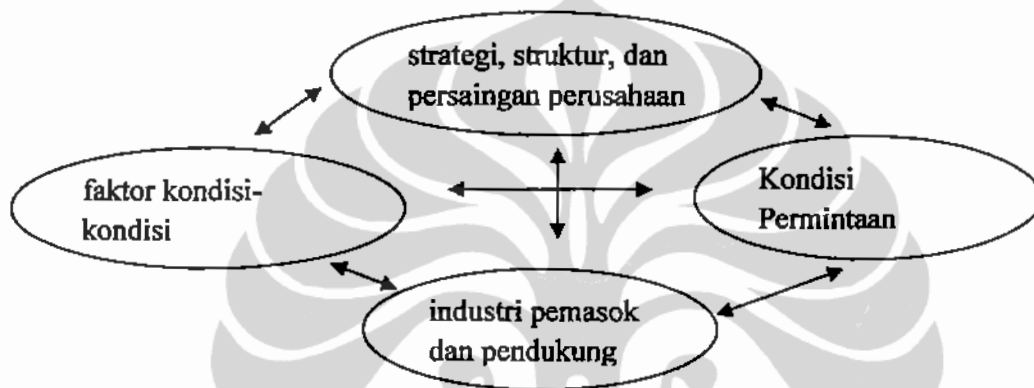 strategi, struktur, dan
persaingan perusahaan
faktor kondisi-
kondisi
Kondisi
Permintaan
industri pemasok
dan pendukung